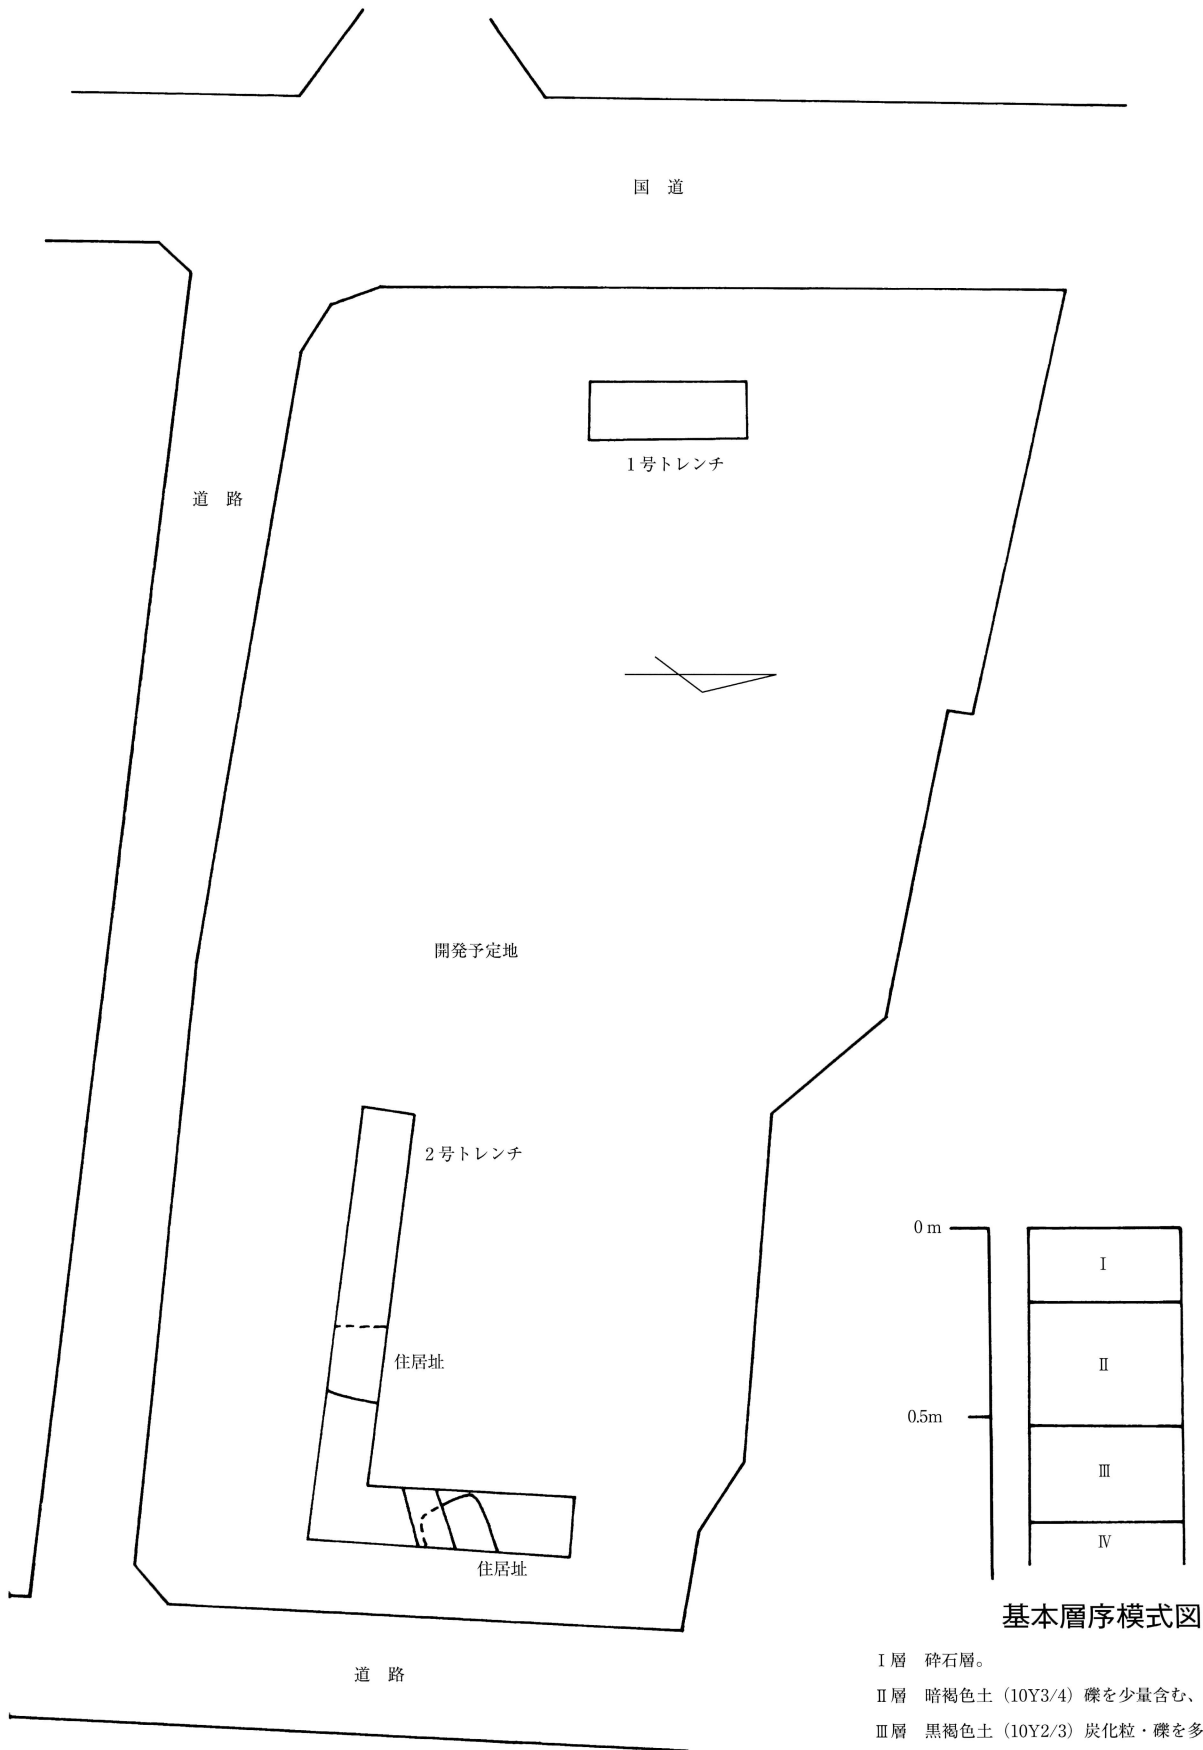 国　道
1号トレンチ
道　路
開発予定地
2号トレンチ
住居址
住居址
道　路
0 m
0.5m
Ⅰ
Ⅱ
Ⅲ
Ⅳ
基本層序模式図
Ⅰ層　砕石層。
Ⅱ層　暗褐色土（10Y3/4）礫を少量含む、
Ⅲ層　黒褐色土（10Y2/3）炭化粒・礫を多